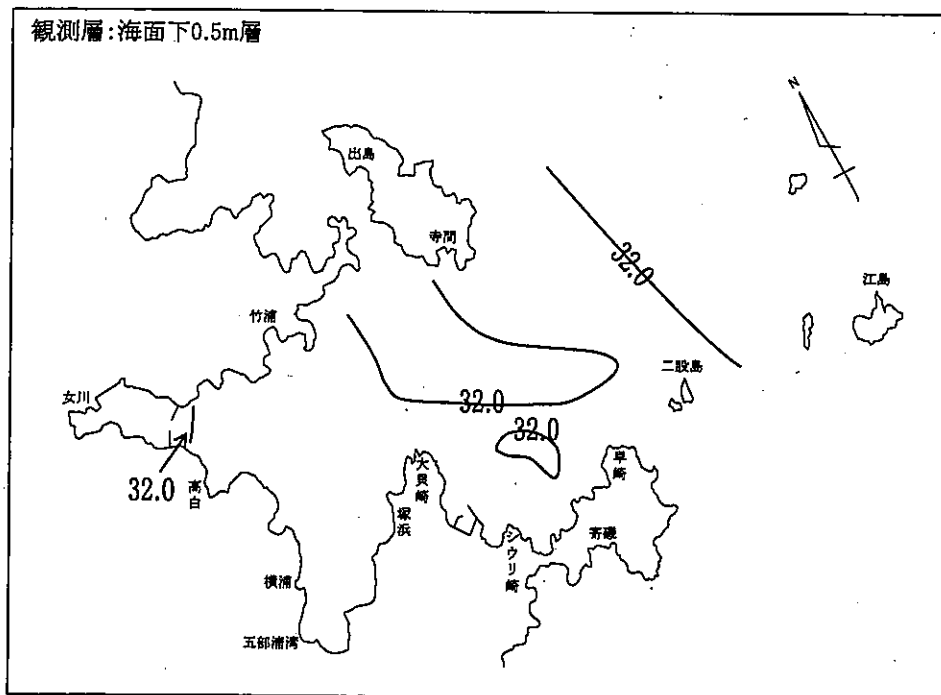 観測層:海面下0.5m層
N
出島
寺間
32.0
江島
竹浦
二股島
女川
32.0
32.0
早崎
大貝崎
32.0
高白
塚浜
シウリ崎
寄磯
横浦
五部浦湾